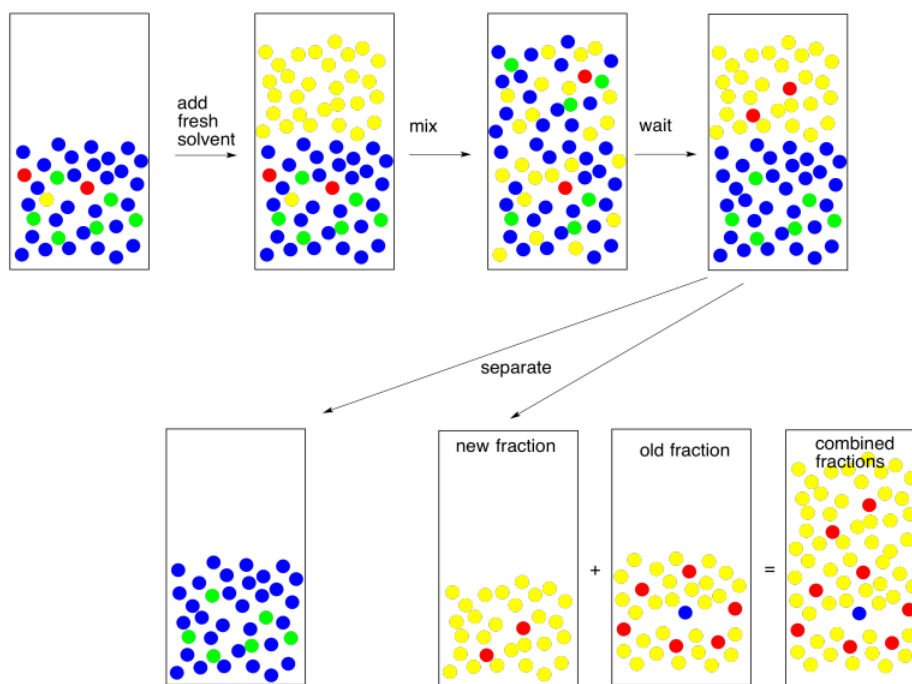 add
fresh
solvent
mix
wait
separate
new fraction
old fraction
combined
fractions
+
=